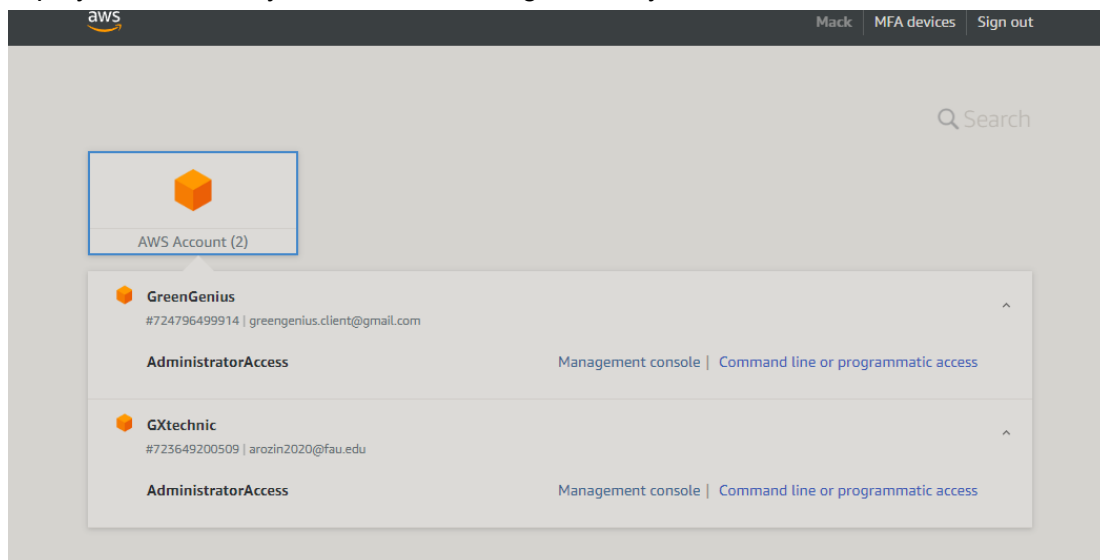 aws
Mack MFA devices Sign out
Search
AWS Account (2)
GreenGenius
#724796499914 | greengenius.client@gmail.com
AdministratorAccess Management console | Command line or programmatic access
GXtechnic
#723649200509 | arozin2020@fau.edu
AdministratorAccess Management console | Command line or programmatic access